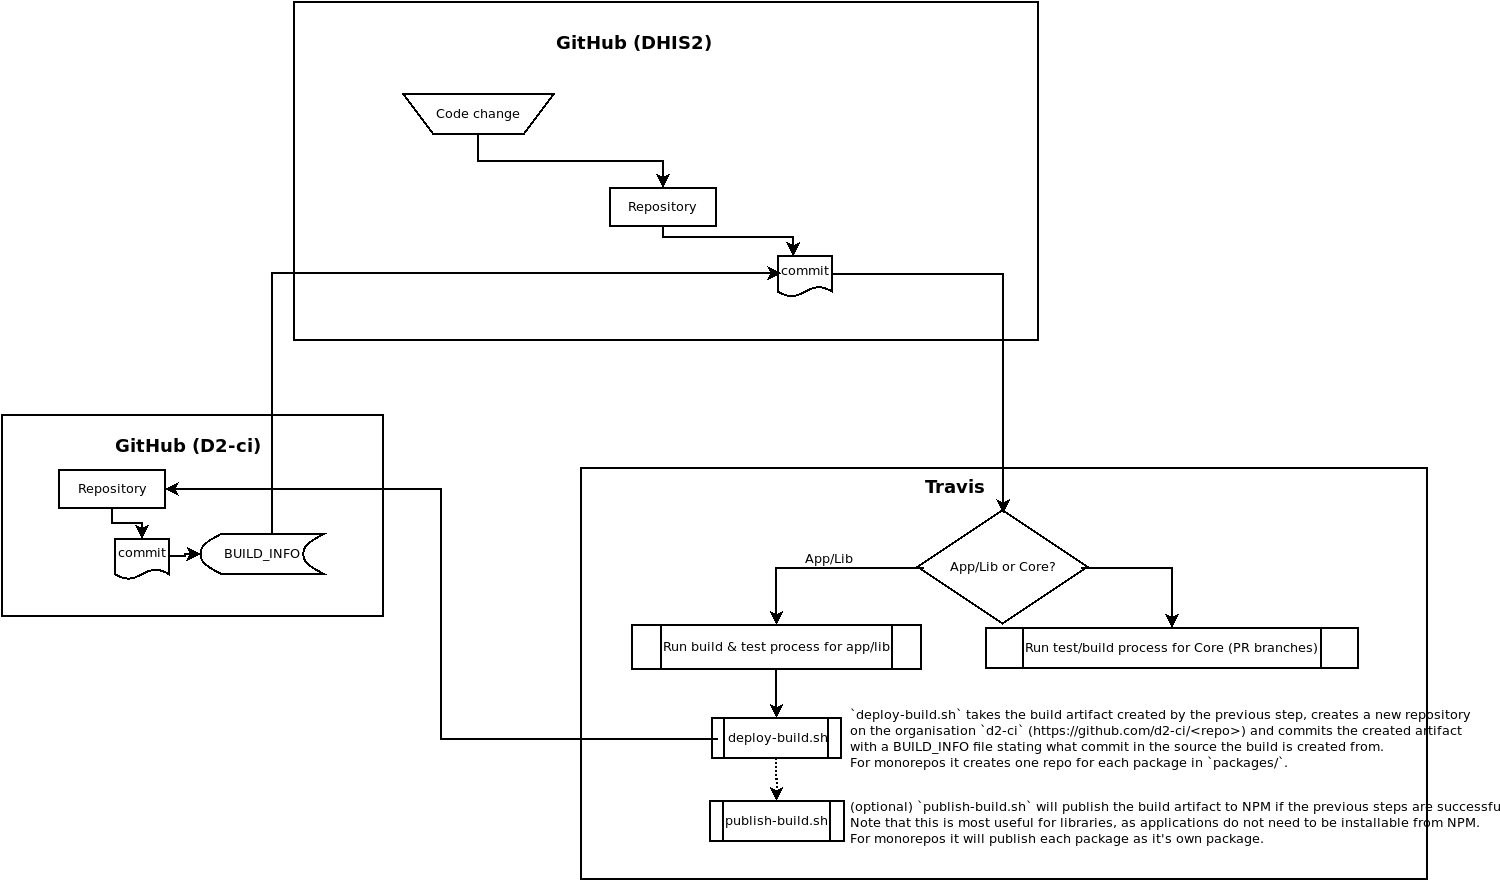 GitHub (DHIS2)
Code change
Repository
commit
GitHub (D2-ci)
Repository
commit
BUILD_INFO
Travis
App/Lib or Core?
App/Lib
Run build & test process for app/lib
Run test/build process for Core (PR branches)
deploy-build.sh
`deploy-build.sh` takes the build artifact created by the previous step, creates a new repository
on the organisation `d2-ci` (https://github.com/d2-ci/<repo>) and commits the created artifact
with a BUILD_INFO file stating what commit in the source the build is created from.
For monorepos it creates one repo for each package in `packages/`.
publish-build.sh
(optional) `publish-build.sh` will publish the build artifact to NPM if the previous steps are successfu
Note that this is most useful for libraries, as applications do not need to be installable from NPM.
For monorepos it will publish each package as it's own package.